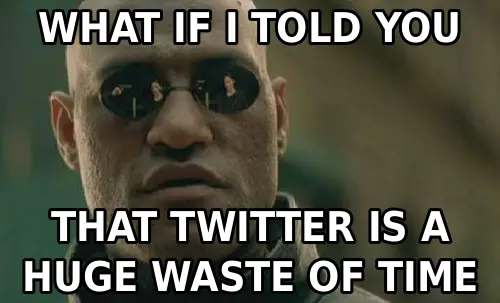 WHAT IF I TOLD YOU
THAT TWITTER IS A
HUGE WASTE OF TIME